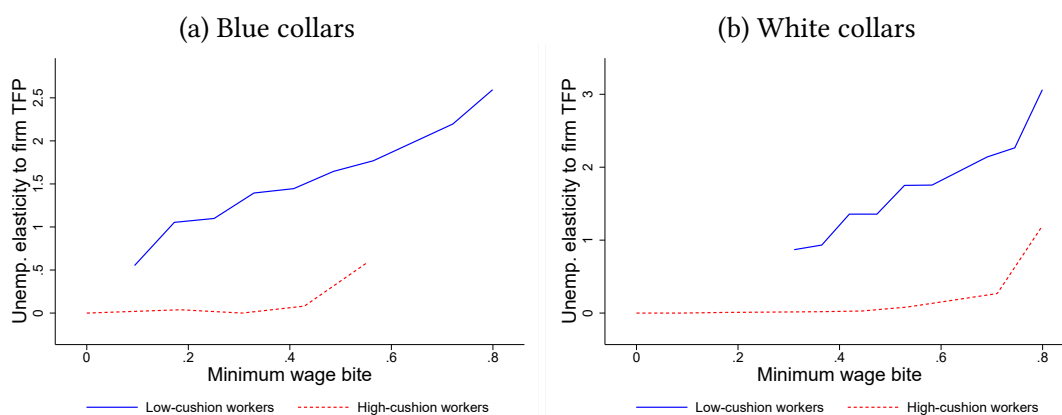 (a) Blue collars
Unemp. elasticity to firm TFP
2.5
2
1.5
1
.5
0
0 .2 .4 .6 .8
Minimum wage bite
Low-cushion workers High-cushion workers
(b) White collars
Unemp. elasticity to firm TFP
3
2
1
0
0 .2 .4 .6 .8
Minimum wage bite
Low-cushion workers High-cushion workers